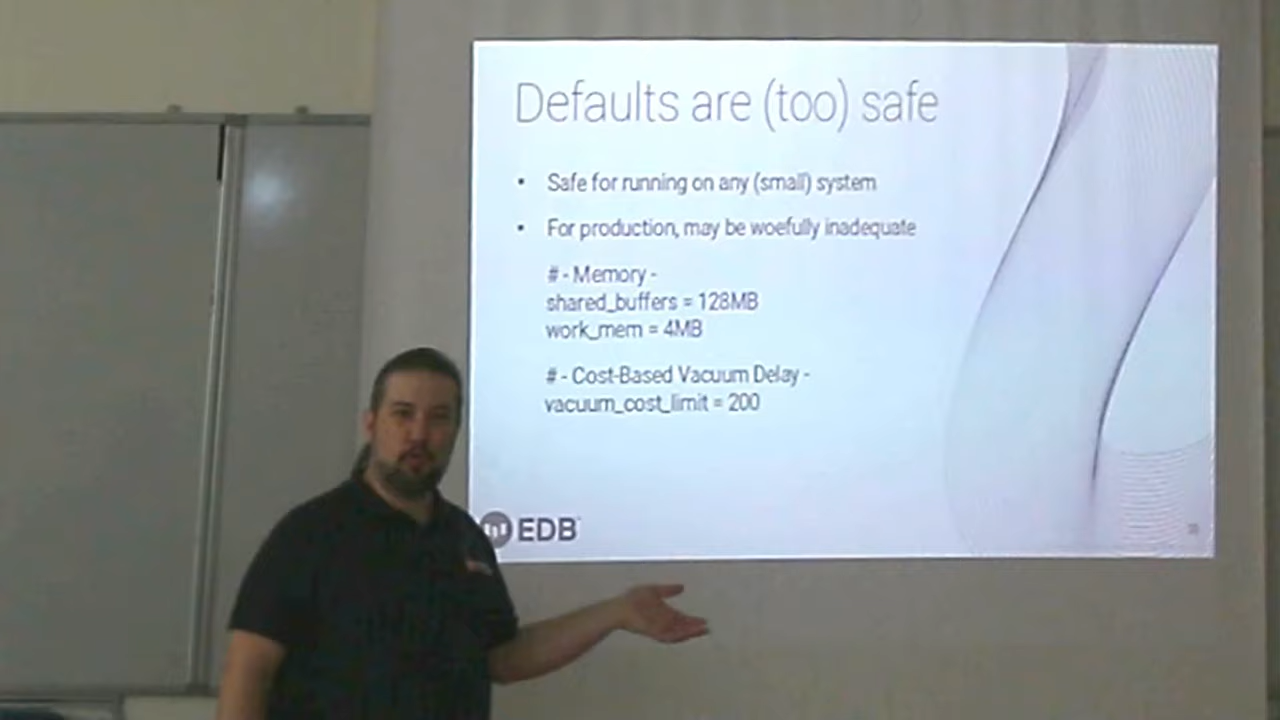 Defaults are (too) safe
• Safe for running on any (small) system
• For production, may be woefully inadequate
# - Memory -
shared_buffers = 128MB
work_mem = 4MB
# - Cost-Based Vacuum Delay -
vacuum_cost_limit = 200
EDB